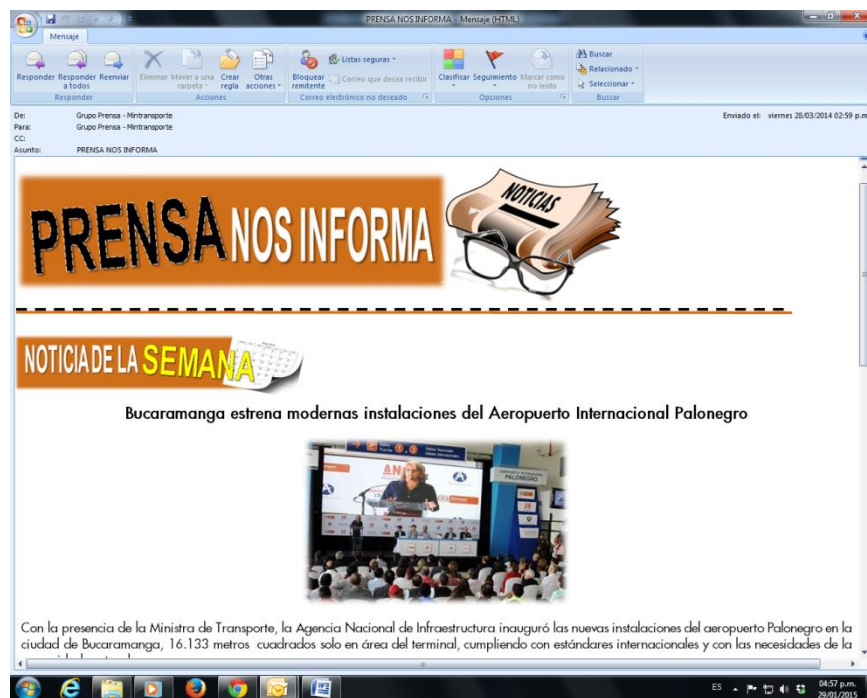 PRENSA NOS INFORMA - Mensaje (HTML)
Mensaje
Responder Responder a todos Reenviar
Eliminar Mover a una carpeta Crear regla Otras acciones
Bloquear remitente
Listas seguras
Correo que desea recibir
Clasificar Seguimiento Marcar como no leído
Buscar
Relacionado
Seleccionar
Responder Acciones Correo electrónico no deseado Opciones Buscar
De: Grupo Prensa - Mintransporte
Enviado el: viernes 28/03/2014 02:59 p.m.
Para: Grupo Prensa - Mintransporte
CC:
Asunto: PRENSA NOS INFORMA
PRENSA NOS INFORMA
NOTICIAS
NOTICIA DE LA SEMANA
Bucaramanga estrena modernas instalaciones del Aeropuerto Internacional Palonegro
PALONEGRO
Con la presencia de la Ministra de Transporte, la Agencia Nacional de Infraestructura inauguró las nuevas instalaciones del aeropuerto Palonegro en la
ciudad de Bucaramanga, 16.133 metros cuadrados solo en área del terminal, cumpliendo con estándares internacionales y con las necesidades de la
ES
04:57 p.m.
29/01/2015